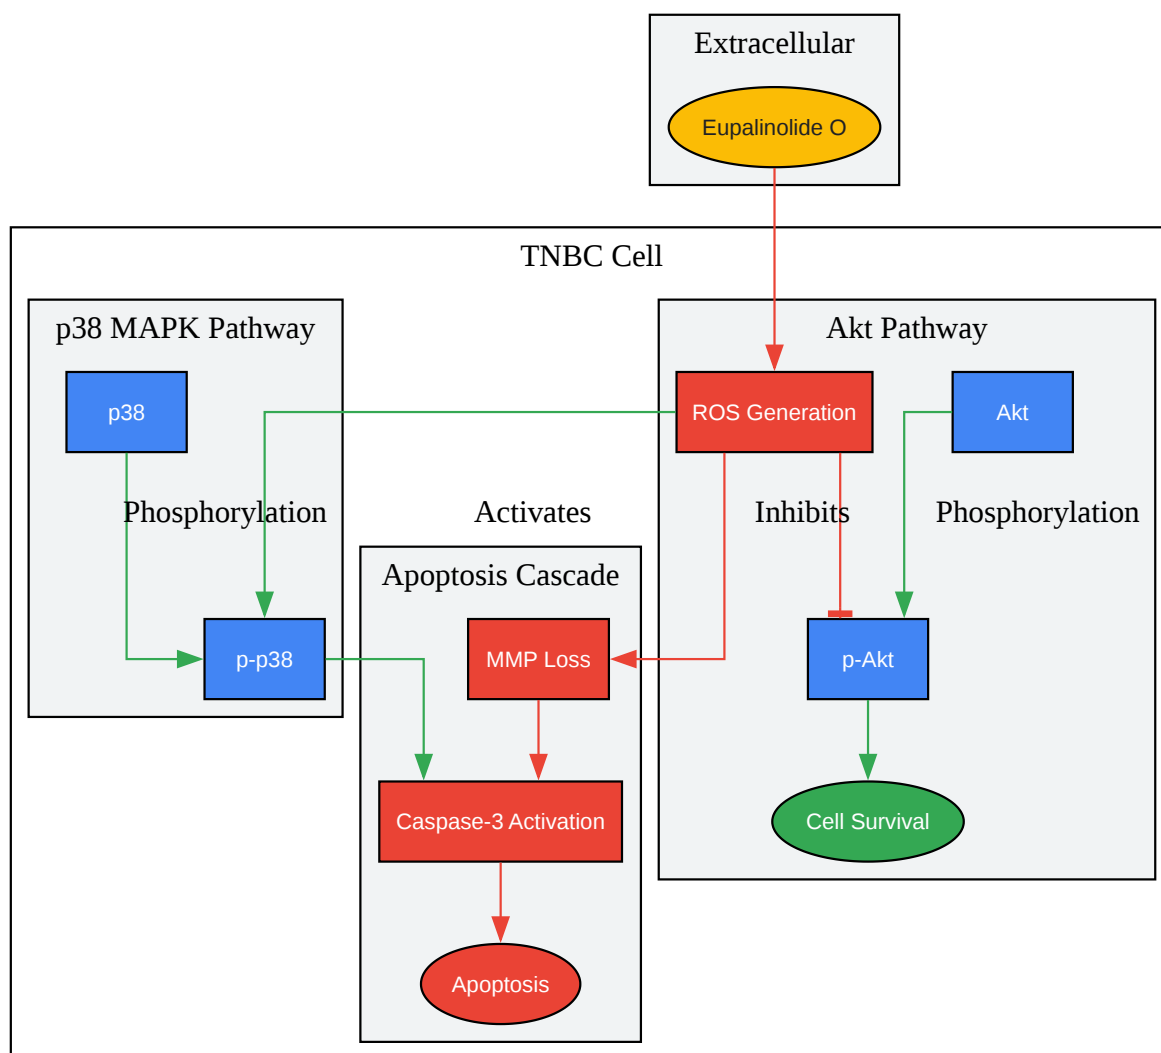 Extracellular
Eupalinolide O
TNBC Cell
p38 MAPK Pathway
Akt Pathway
p38
ROS Generation
Akt
Phosphorylation
Activates
Inhibits
Phosphorylation
Apoptosis Cascade
p-p38
MMP Loss
p-Akt
Caspase-3 Activation
Cell Survival
Apoptosis